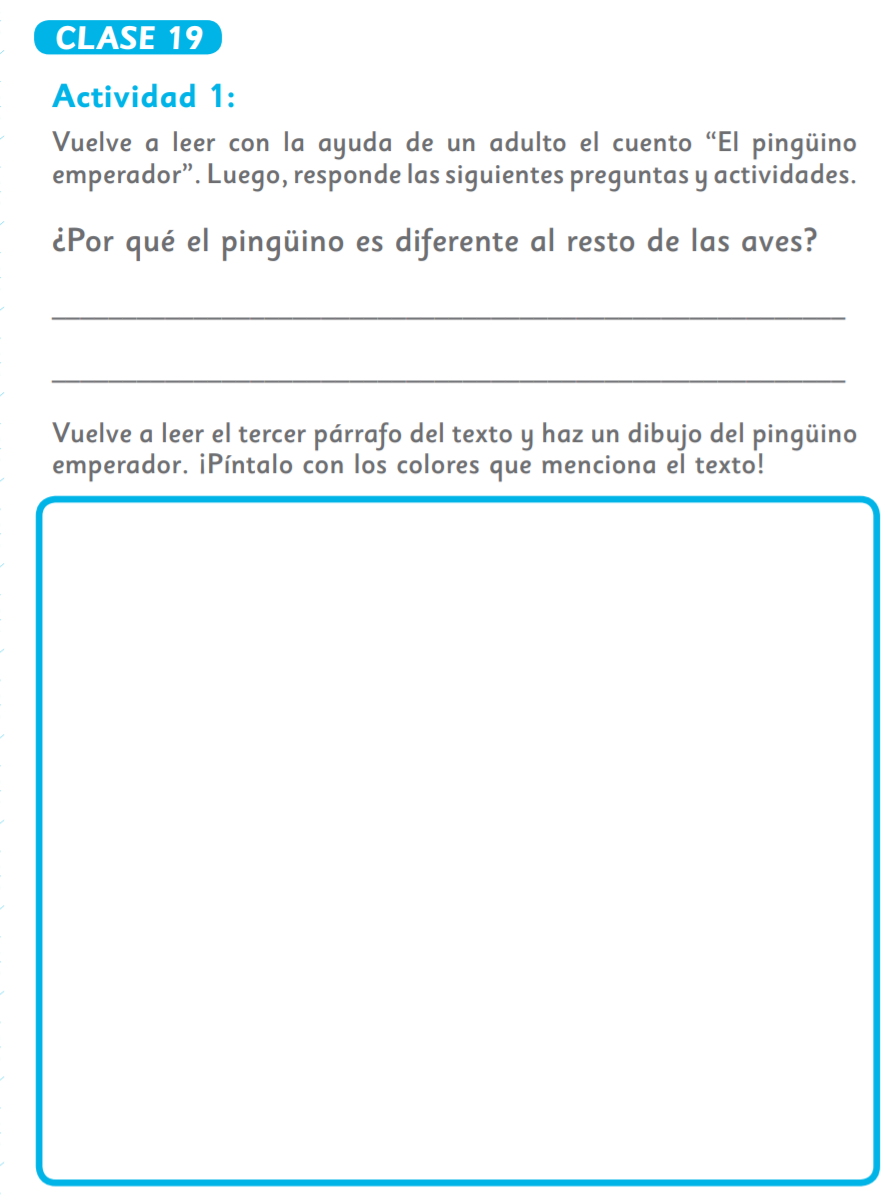 CLASE 19
Actividad 1:
Vuelve a leer con la ayuda de un adulto el cuento “El pingüino
emperador”. Luego, responde las siguientes preguntas y actividades.
¿Por qué el pingüino es diferente al resto de las aves?
Vuelve a leer el tercer párrafo del texto y haz un dibujo del pingüino
emperador. ¡Píntalo con los colores que menciona el texto!